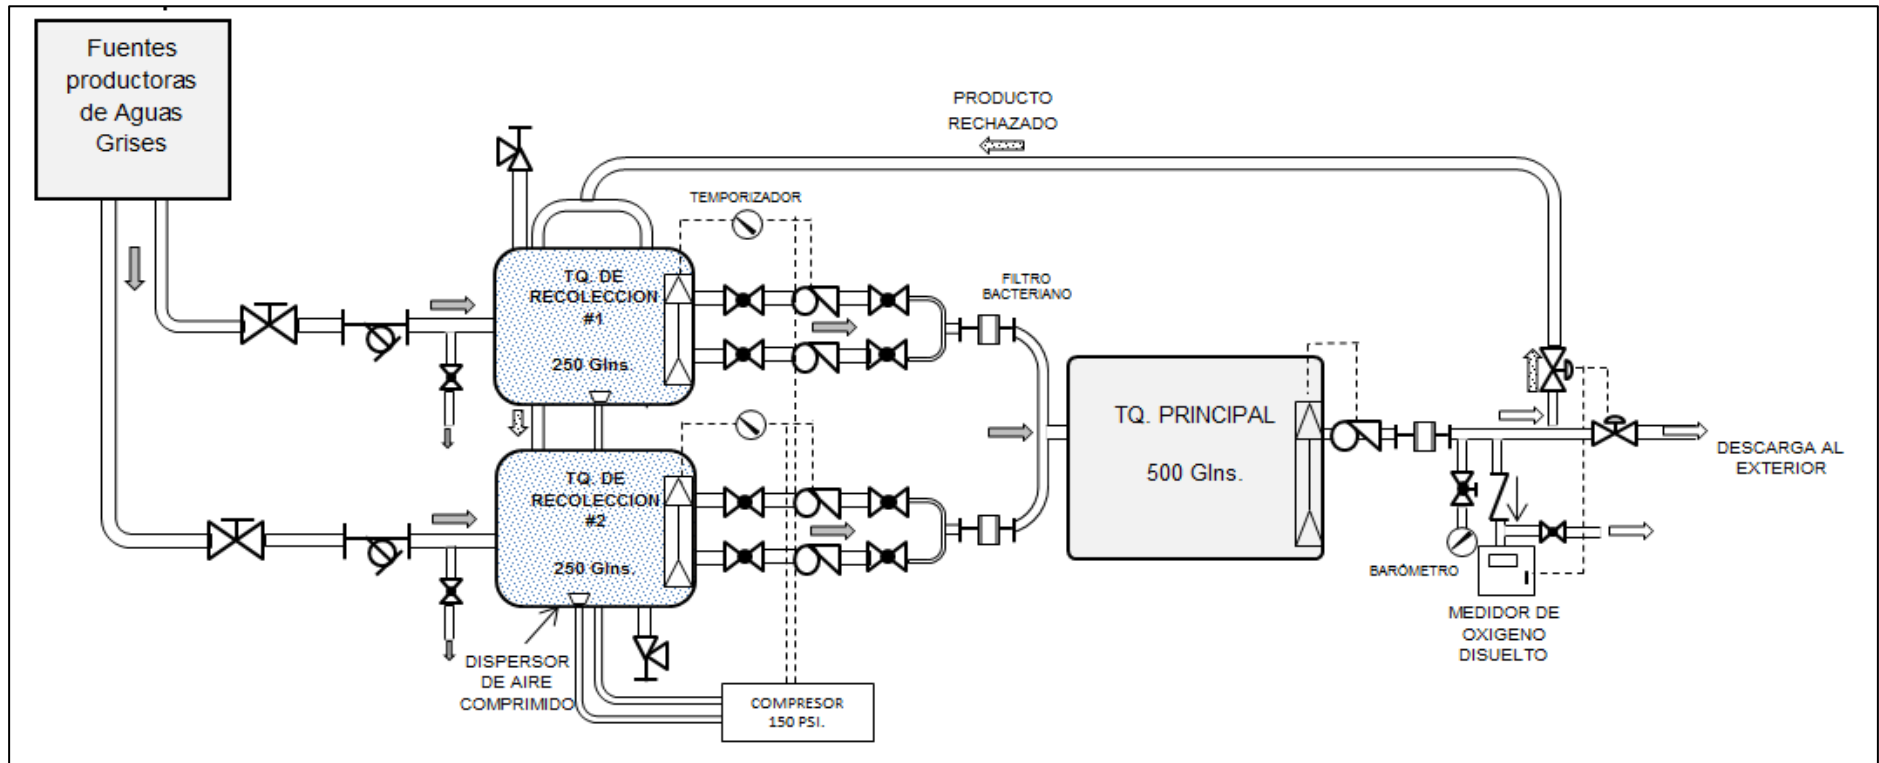 Fuentes
productoras
de Aguas
Grises
PRODUCTO
RECHAZADO
TEMPORIZADOR
TQ. DE
RECOLECCION
#1
250 Glns.
FILTRO
BACTERIANO
TQ. PRINCIPAL
500 Glns.
TQ. DE
RECOLECCION
#2
250 Glns.
DESCARGA AL
EXTERIOR
BARÓMETRO
MEDIDOR DE
OXIGENO
DISUELTO
DISPERSOR
DE AIRE
COMPRIMIDO
COMPRESOR
150 PSI.